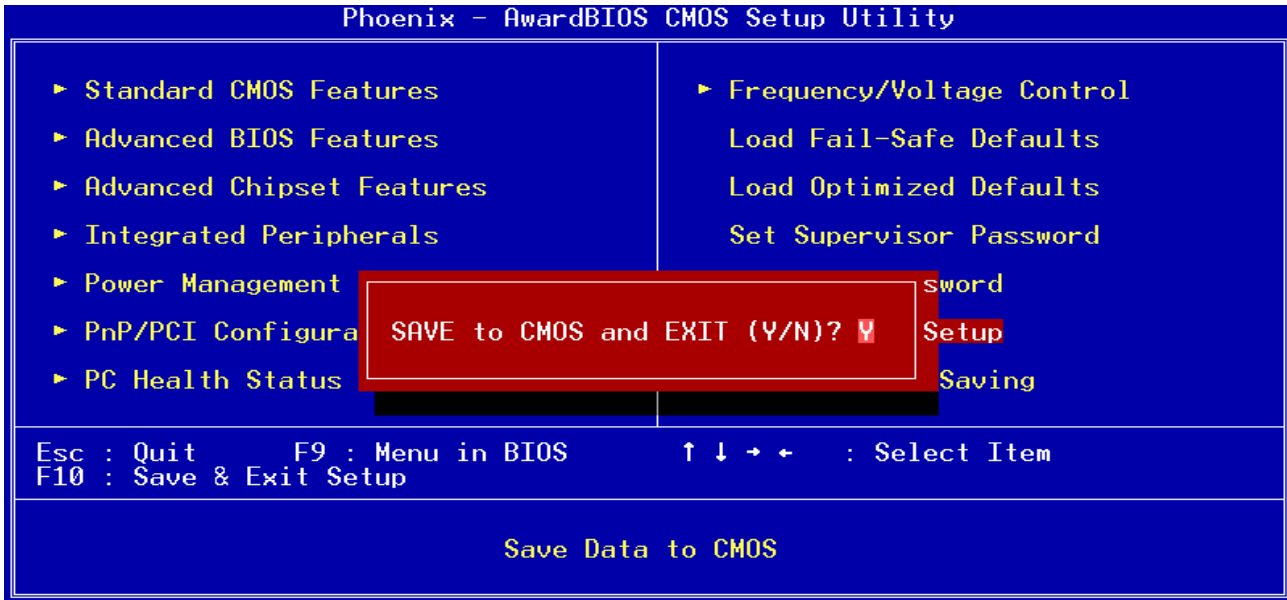 Phoenix - AwardBIOS CMOS Setup Utility
► Standard CMOS Features
► Advanced BIOS Features
► Advanced Chipset Features
► Integrated Peripherals
► Power Management
► PnP/PCI Configura
► PC Health Status
► Frequency/Voltage Control
Load Fail-Safe Defaults
Load Optimized Defaults
Set Supervisor Password
sword
Setup
Saving
SAVE to CMOS and EXIT (Y/N)? Y
Esc : Quit F9 : Menu in BIOS ↑ ↓ → ← : Select Item
F10 : Save & Exit Setup
Save Data to CMOS